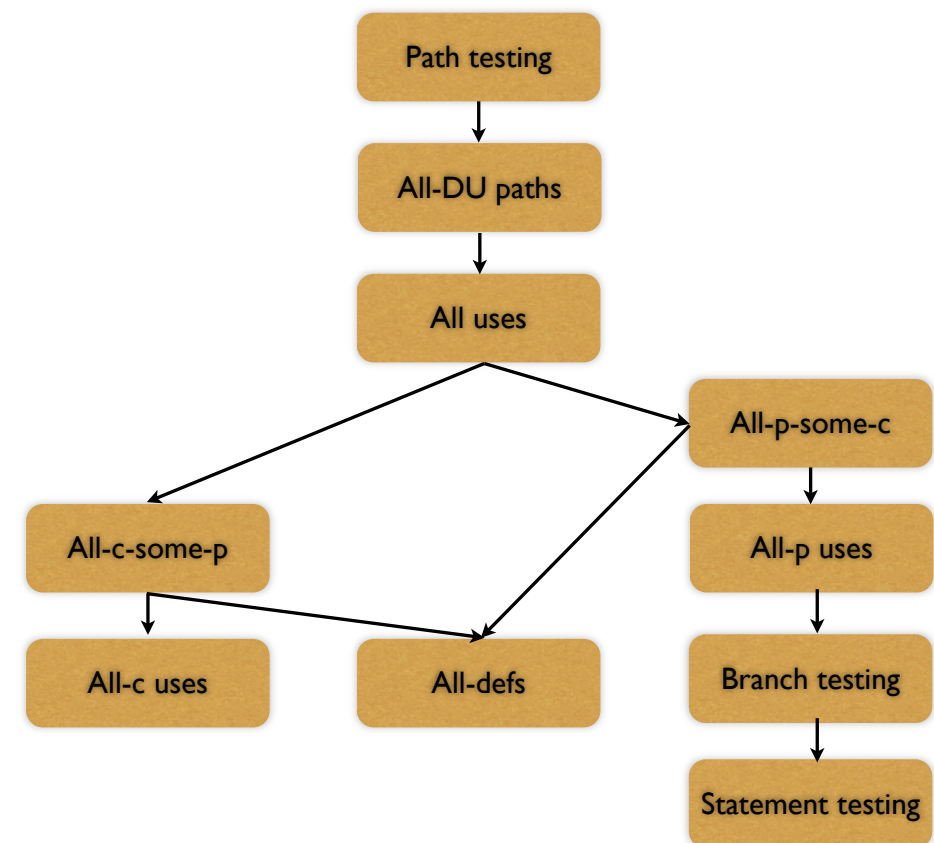 Path testing
All-DU paths
All uses
All-p-some-c
All-c-some-p
All-p uses
All-c uses
All-defs
Branch testing
Statement testing